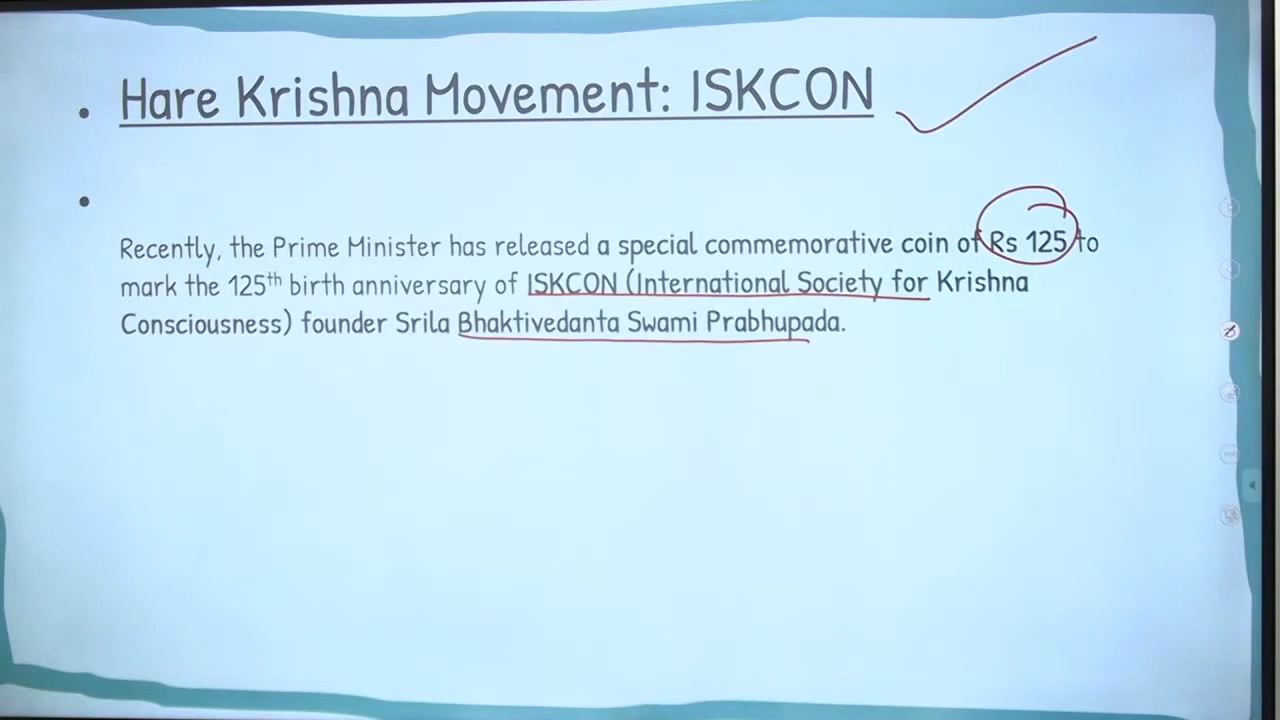 Hare Krishna Movement: ISKCON
Recently, the Prime Minister has released a special commemorative coin of Rs 125 to
mark the 125th birth anniversary of ISKCON (International Society for Krishna
Consciousness) founder Srila Bhaktivedanta Swami Prabhupada.